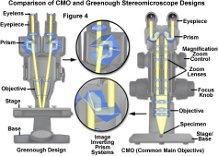 Comparison of CMO and Greenough Stereomicroscope Designs
Figure 4
Eyelens
Eyepiece
Prism
Objective
Stage
Base
Greenough Design
Image
Inverting
Prism
Systems
Eyepiece
Prism
Magnification
Zoom
Control
Zoom
Lenses
Focus
Knob
Objective
Specimen
Stage/
Base
CMO (Common Main Objective)